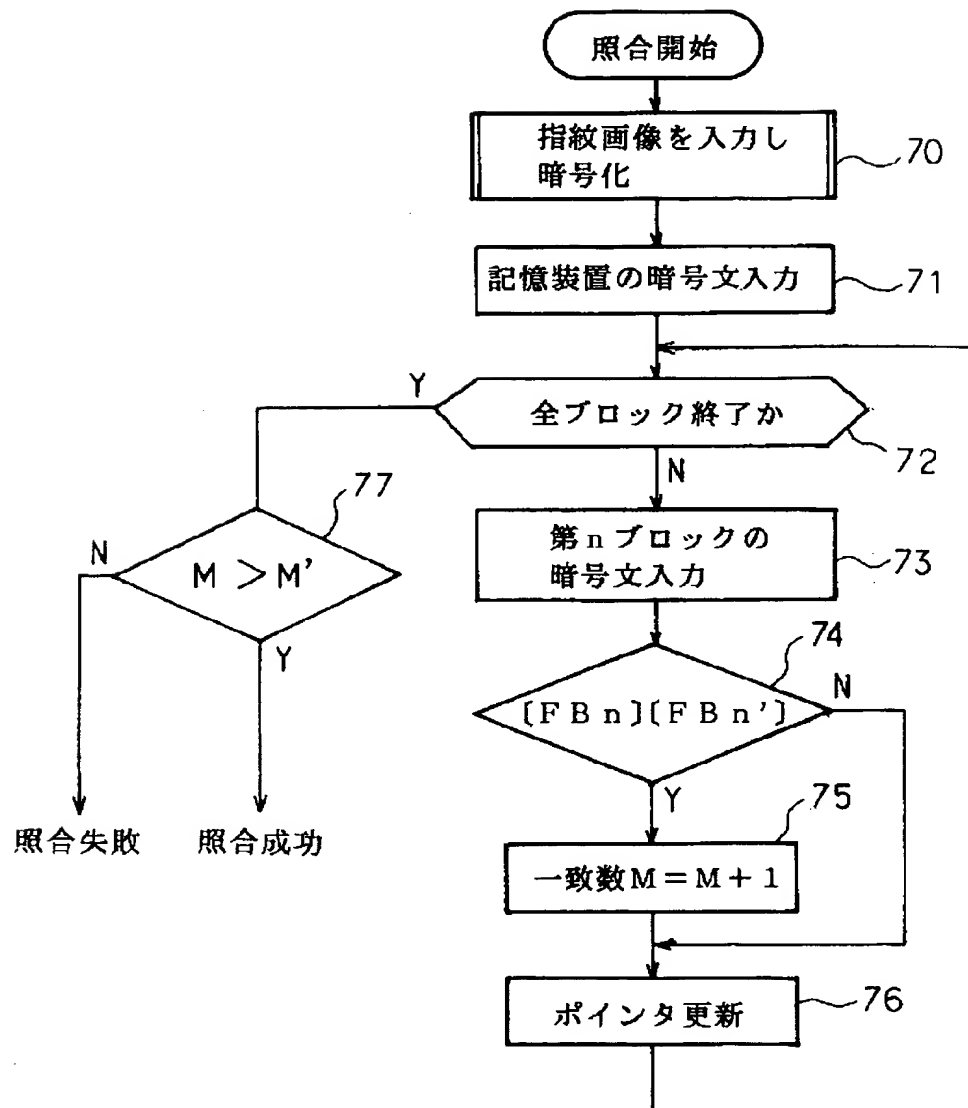 照合開始
指紋画像を入力し
暗号化
70
記憶装置の暗号文入力
71
Y
全ブロック終了か
72
N
77
第nブロックの
暗号文入力
73
N
M > M'
Y
74
[FBn][FBn']
N
Y
75
照合失敗
照合成功
一致数M=M+1
ポインタ更新
76